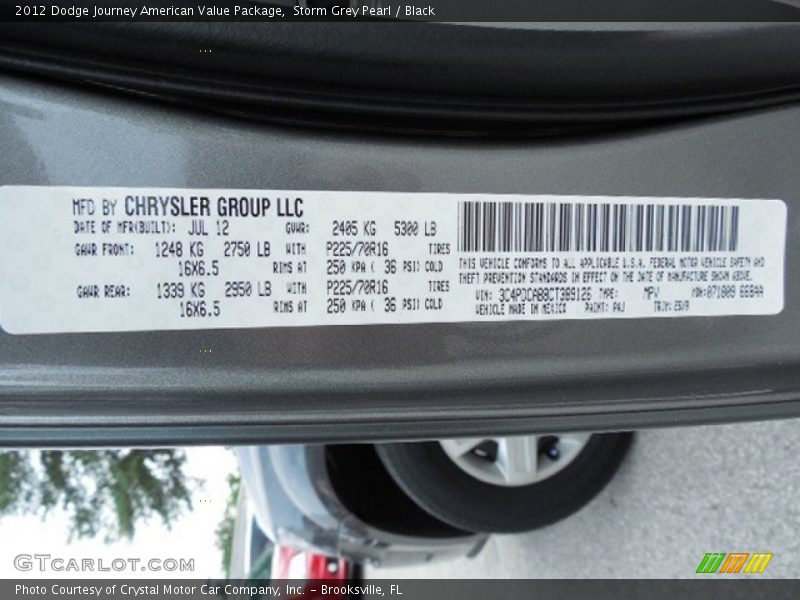 2012 Dodge Journey American Value Package,  Storm Grey Pearl / Black
MFD BY CHRYSLER GROUP LLC
DATE OF MFR(BUILT): JUL 12 GVWR: 2405 KG 5300 LB
GAWR FRONT: 1248 KG 2750 LB WITH P225/70R16 TIRES
16X6.5 RIMS AT 250 KPA ( 36 PSI) COLD
GAWR REAR: 1339 KG 2950 LB WITH P225/70R16 TIRES
16X6.5 RIMS AT 250 KPA ( 36 PSI) COLD
THIS VEHICLE CONFORMS TO ALL APPLICABLE U.S.A. FEDERAL MOTOR VEHICLE SAFETY AND
THEFT PREVENTION STANDARDS IN EFFECT ON THE DATE OF MANUFACTURE SHOWN ABOVE.
VIN: 3C4PDCAB8CT389126 TYPE: MPV MDH:071809 668AA
VEHICLE MADE IN MEXICO PAINT: PAJ TRIM:
GTCARLOT.COM
Photo Courtesy of Crystal Motor Car Company, Inc. - Brooksville, FL